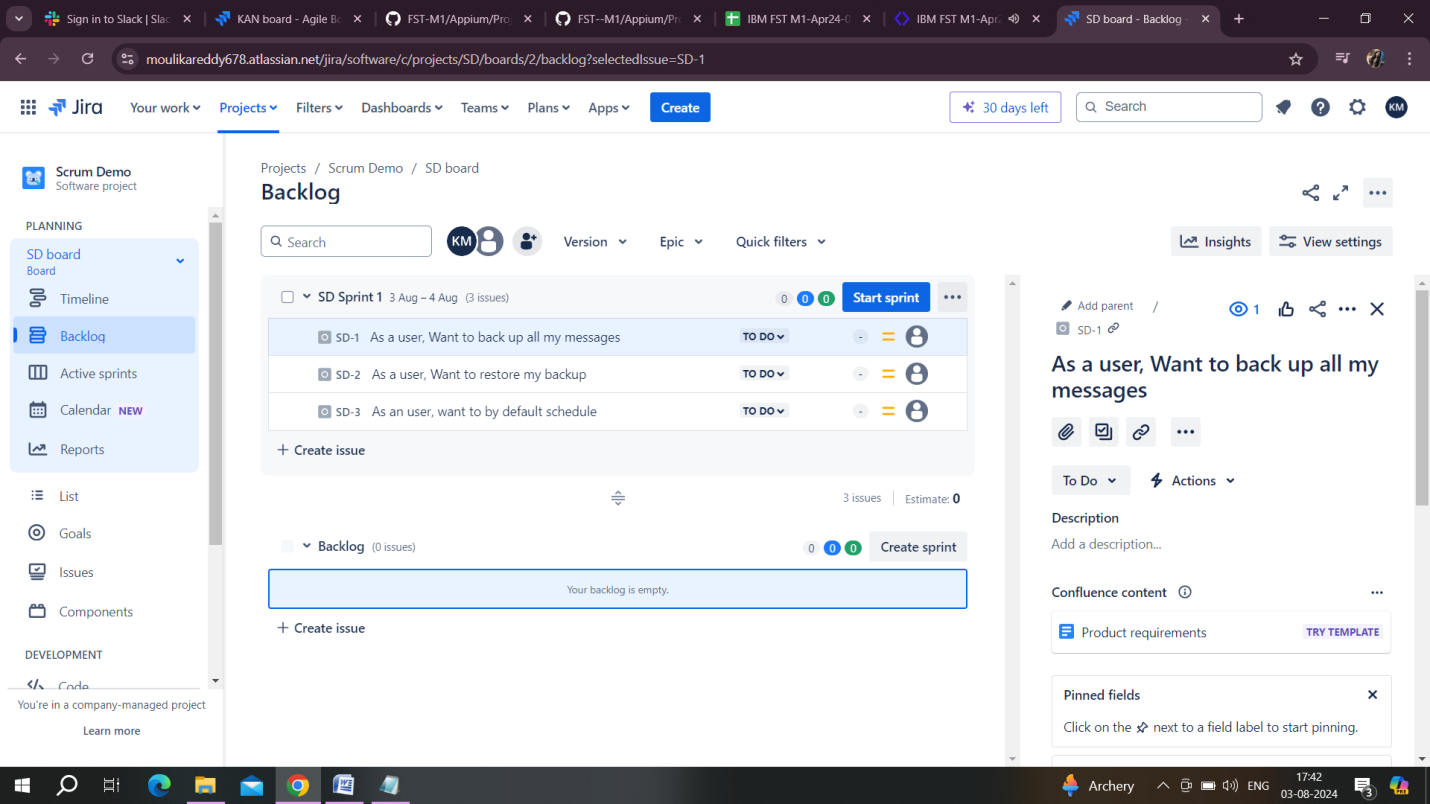 Sign in to Slack | Slac
KAN board - Agile Bo
FST-M1/Appium/Proj
FST--M1/Appium/Pro
IBM FST M1-Apr24-0
IBM FST M1-Apr2
SD board - Backlog -
moulikareddy678.atlassian.net/jira/software/c/projects/SD/boards/2/backlog?selectedIssue=SD-1
Jira
Your work
Projects
Filters
Dashboards
Teams
Plans
Apps
Create
30 days left
Search
KM
Scrum Demo
Software project
PLANNING
SD board
Board
Timeline
Backlog
Active sprints
Calendar NEW
Reports
List
Goals
Issues
Components
DEVELOPMENT
Code
You're in a company-managed project
Learn more
Projects / Scrum Demo / SD board
Backlog
Search
KM
Version
Epic
Quick filters
Insights
View settings
SD Sprint 1 3 Aug – 4 Aug (3 issues)
0 0 0
Start sprint
SD-1 As a user, Want to back up all my messages TO DO -
SD-2 As a user, Want to restore my backup TO DO -
SD-3 As an user, want to by default schedule TO DO -
+ Create issue
3 issues
Estimate: 0
Backlog (0 issues)
0 0 0
Create sprint
Your backlog is empty.
+ Create issue
Add parent /
SD-1
1
As a user, Want to back up all my
messages
To Do
Actions
Description
Add a description...
Confluence content
Product requirements
TRY TEMPLATE
Pinned fields
Click on the next to a field label to start pinning.
Archery
ENG
17:42
03-08-2024
3
PRE